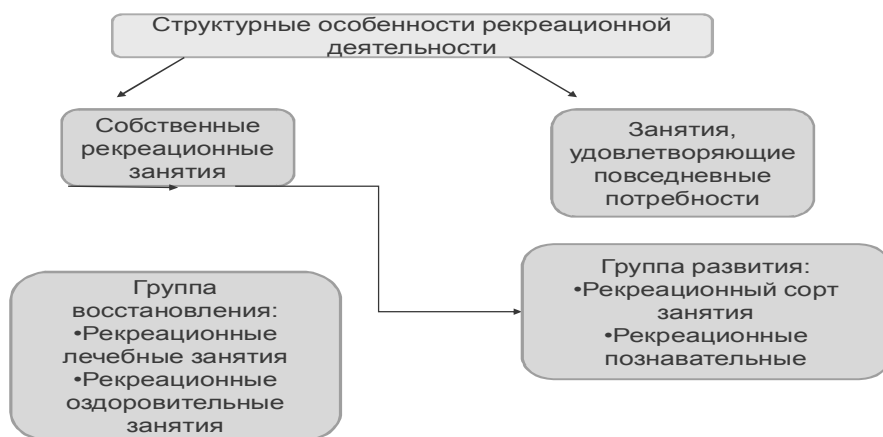 Структурные особенности рекреационной
деятельности
Собственные
рекреационные
занятия
Занятия,
удовлетворяющие
повседневные
потребности
Группа
восстановления:
•Рекреационные
лечебные занятия
•Рекреационные
оздоровительные
занятия
Группа развития:
•Рекреационный сорт
занятия
•Рекреационные
познавательные